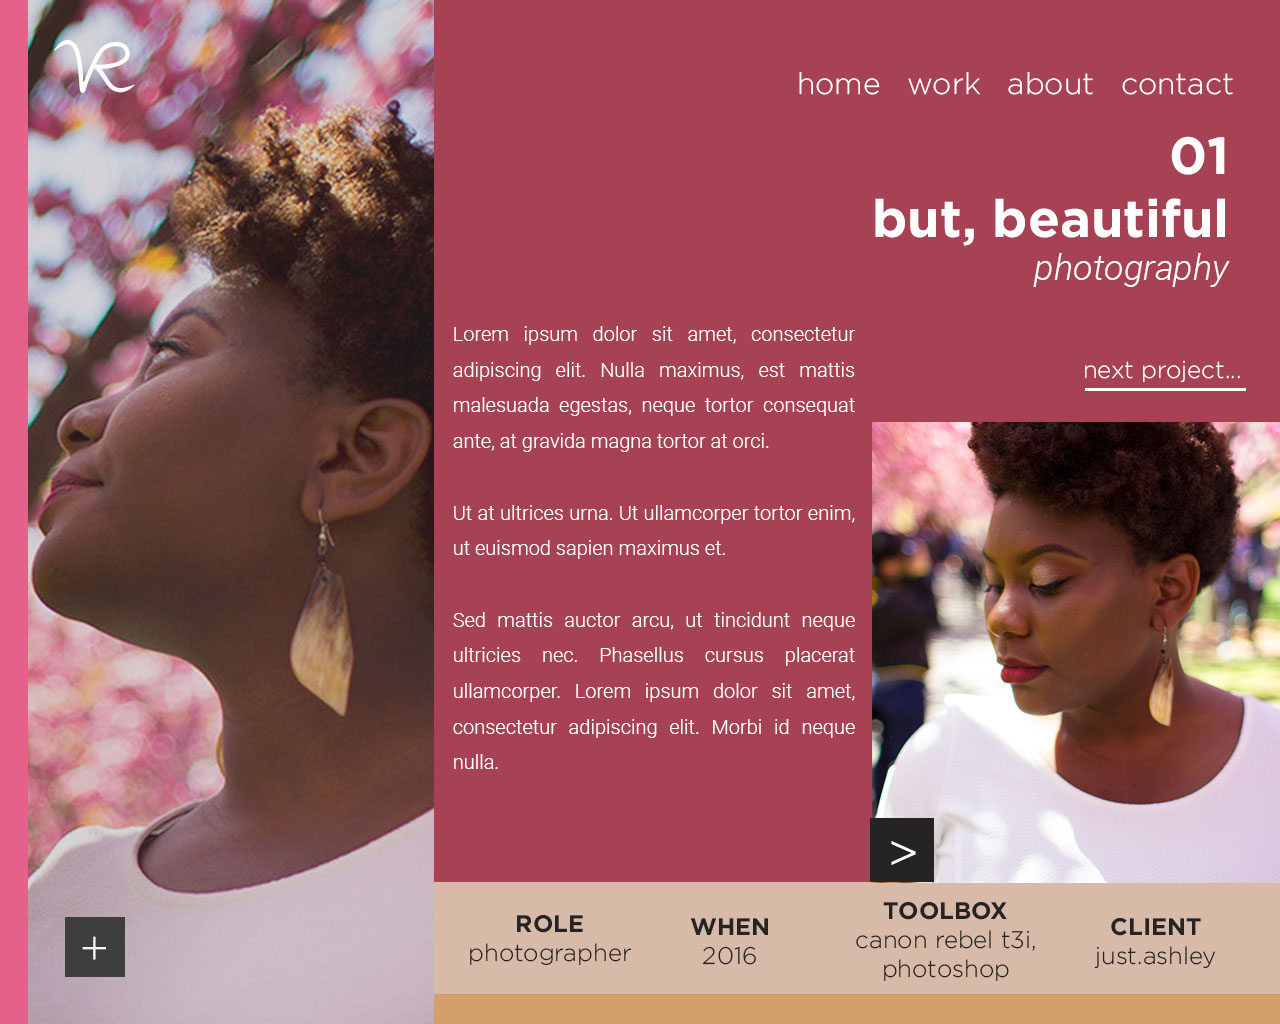 VR
home work about contact
01
but, beautiful
photography
next project...
Lorem ipsum dolor sit amet, consectetur
adipiscing elit. Nulla maximus, est mattis
malesuada egestas, neque tortor consequat
ante, at gravida magna tortor at orci.
Ut at ultrices urna. Ut ullamcorper tortor enim,
ut euismod sapien maximus et.
Sed mattis auctor arcu, ut tincidunt neque
ultricies nec. Phasellus cursus placerat
ullamcorper. Lorem ipsum dolor sit amet,
consectetur adipiscing elit. Morbi id neque
nulla.
>
+
ROLE
photographer
WHEN
2016
TOOLBOX
canon rebel t3i,
photoshop
CLIENT
just.ashley